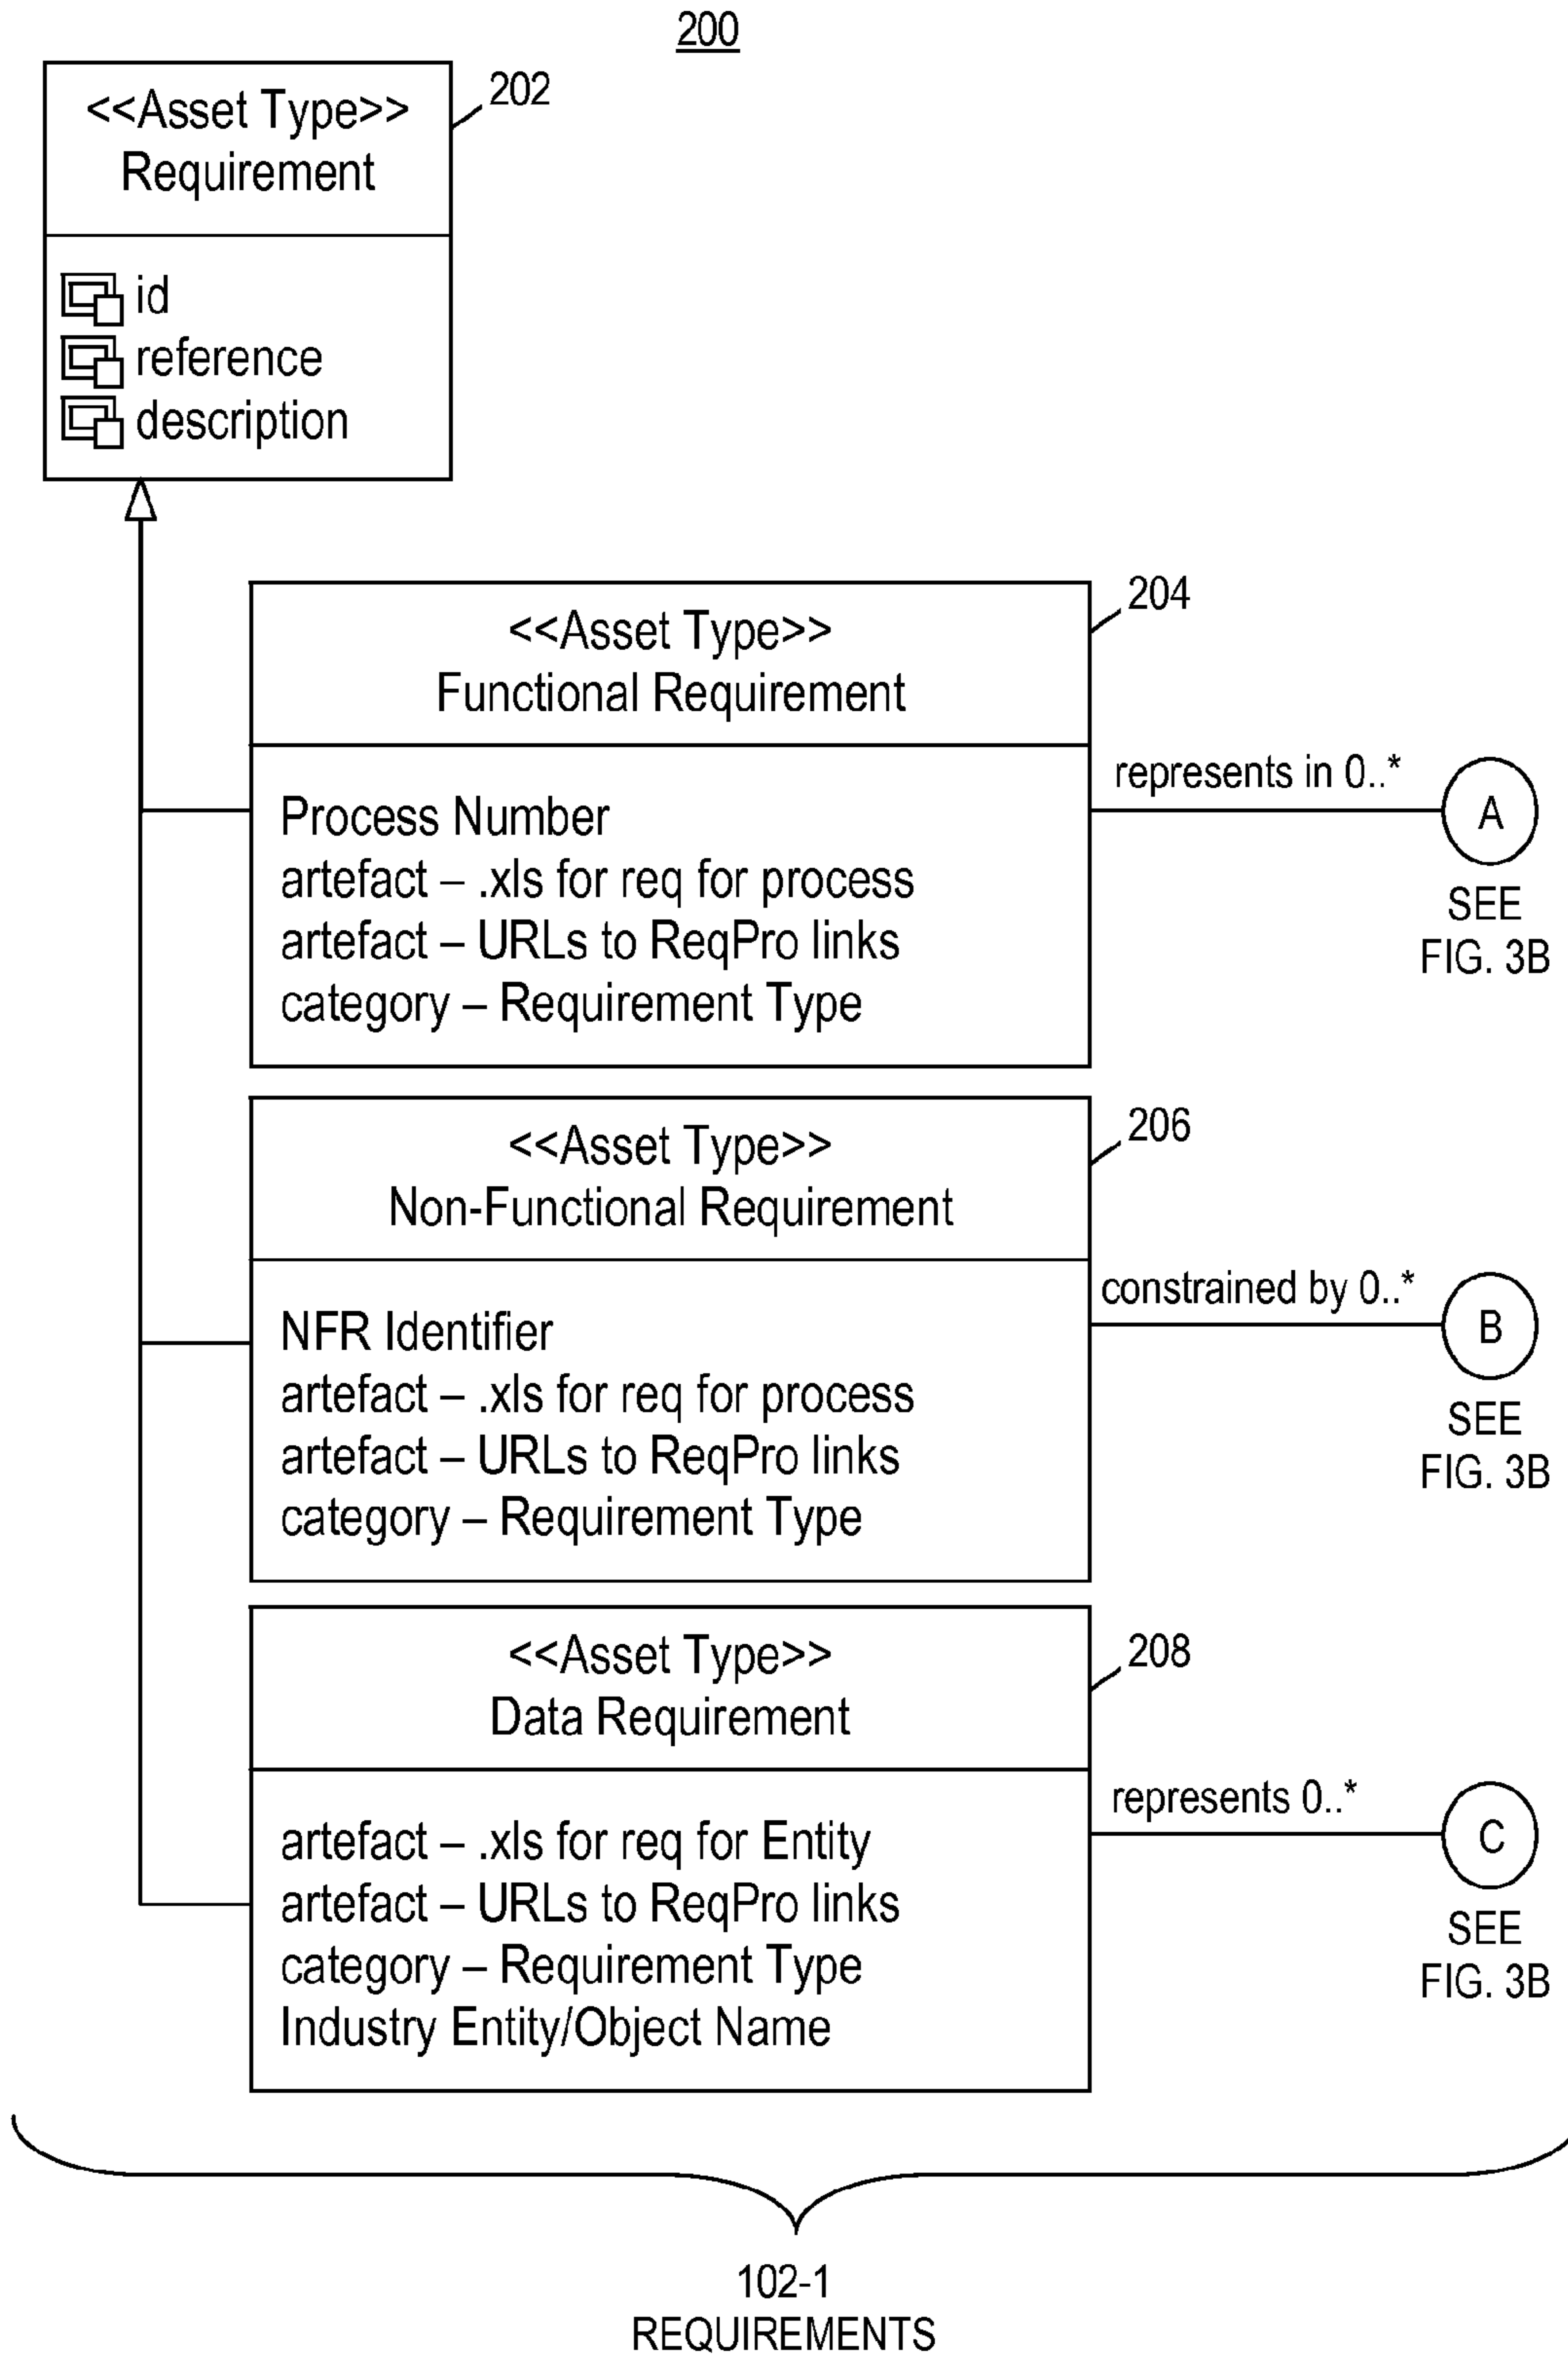 200
202
<<Asset Type>>
Requirement
id
reference
description
204
<<Asset Type>>
Functional Requirement
represents in 0..*
Process Number
artefact – .xls for req for process
artefact – URLs to ReqPro links
category – Requirement Type
A
SEE
FIG. 3B
206
<<Asset Type>>
Non-Functional Requirement
constrained by 0..*
NFR Identifier
artefact – .xls for req for process
artefact – URLs to ReqPro links
category – Requirement Type
B
SEE
FIG. 3B
208
<<Asset Type>>
Data Requirement
represents 0..*
artefact – .xls for req for Entity
artefact – URLs to ReqPro links
category – Requirement Type
Industry Entity/Object Name
C
SEE
FIG. 3B
102-1
REQUIREMENTS